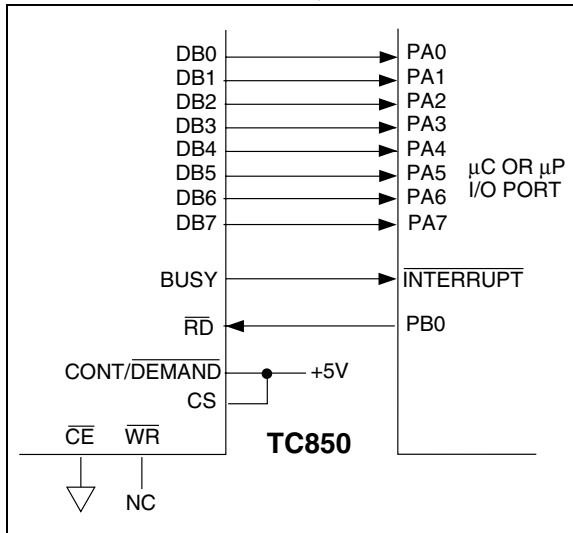 DB0 PA0
DB1 PA1
DB2 PA2
DB3 PA3
DB4 PA4
DB5 PA5
DB6 PA6
DB7 PA7
µC OR µP
I/O PORT
BUSY INTERRUPT
RD PB0
CONT/DEMAND +5V
CS
CE WR TC850
NC